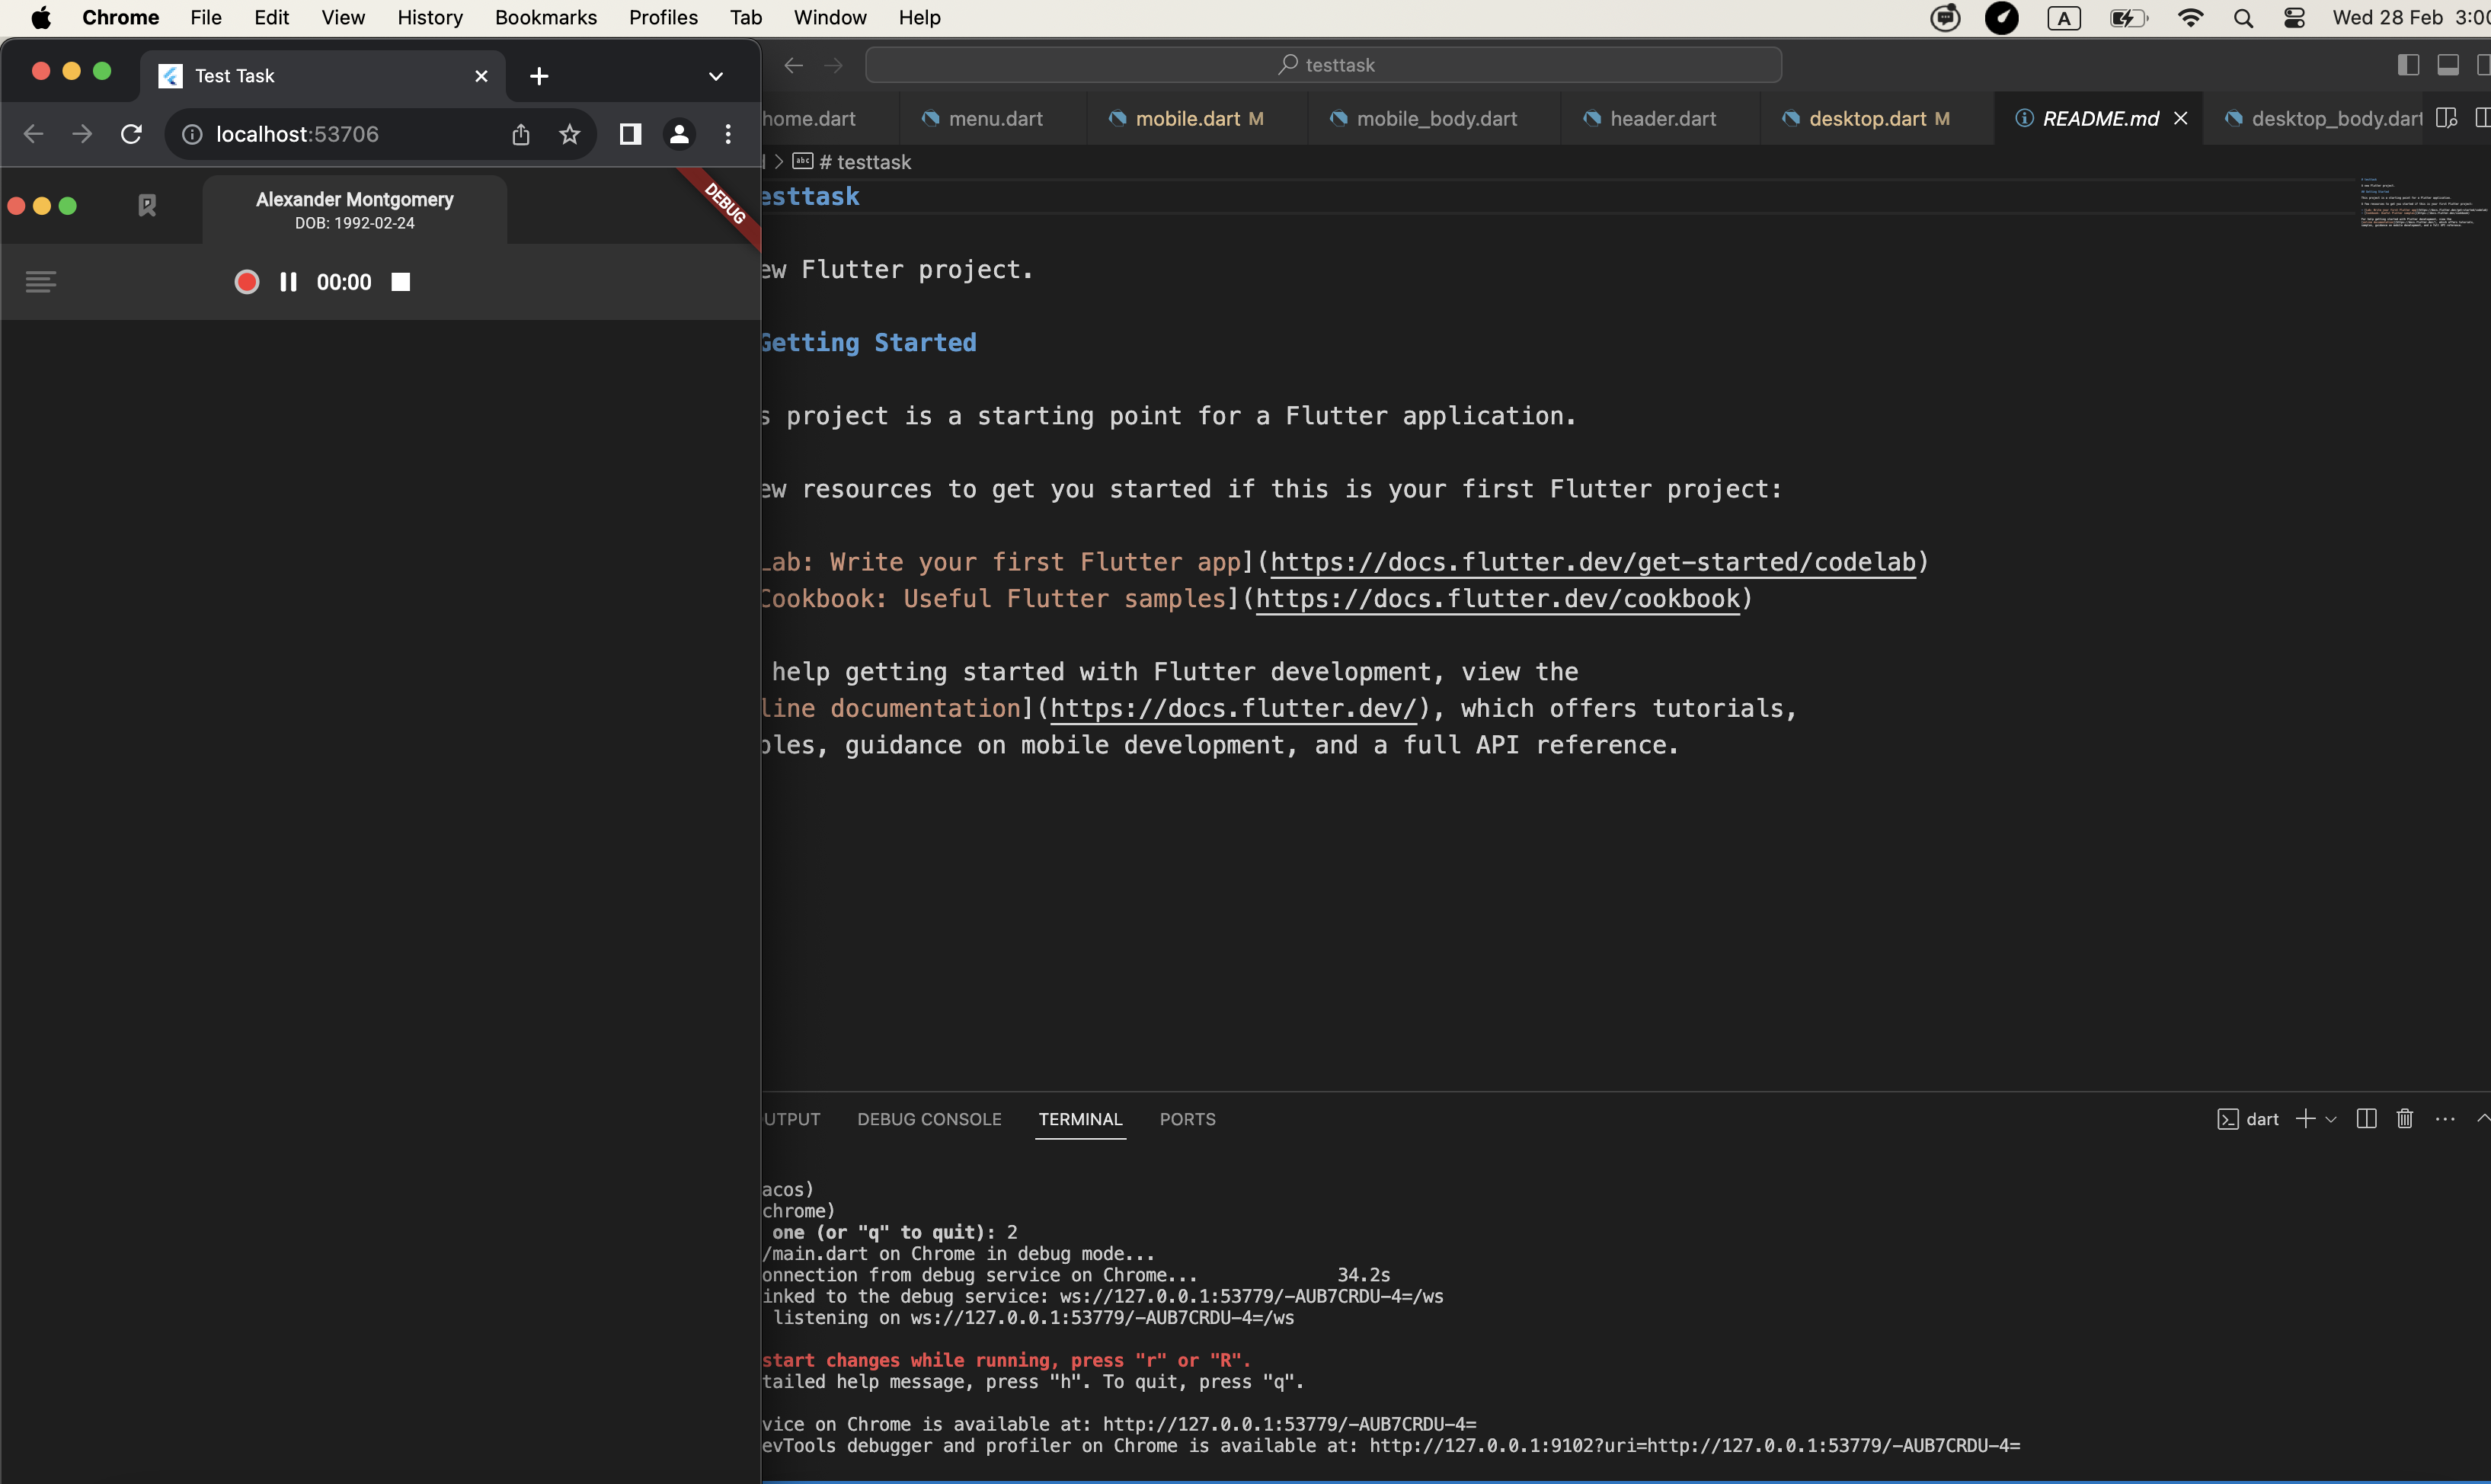 Chrome File Edit View History Bookmarks Profiles Tab Window Help A Wed 28 Feb
Test Task
localhost:53706
Alexander Montgomery
DOB: 1992-02-24
DEBUG
00:00
testtask
home.dart menu.dart mobile.dart M mobile_body.dart header.dart desktop.dart M README.md desktop_body.dart
# testtask
esttask
ew Flutter project.
Getting Started
s project is a starting point for a Flutter application.
ew resources to get you started if this is your first Flutter project:
Lab: Write your first Flutter app](https://docs.flutter.dev/get-started/codelab)
Cookbook: Useful Flutter samples](https://docs.flutter.dev/cookbook)
help getting started with Flutter development, view the
line documentation](https://docs.flutter.dev/), which offers tutorials,
ples, guidance on mobile development, and a full API reference.
UTPUT DEBUG CONSOLE TERMINAL PORTS dart
acos)
chrome)
one (or "q" to quit): 2
/main.dart on Chrome in debug mode...
onnection from debug service on Chrome... 34.2s
inked to the debug service: ws://127.0.0.1:53779/-AUB7CRDU-4=/ws
listening on ws://127.0.0.1:53779/-AUB7CRDU-4=/ws
start changes while running, press "r" or "R".
tailed help message, press "h". To quit, press "q".
vice on Chrome is available at: http://127.0.0.1:53779/-AUB7CRDU-4=
evTools debugger and profiler on Chrome is available at: http://127.0.0.1:9102?uri=http://127.0.0.1:53779/-AUB7CRDU-4=